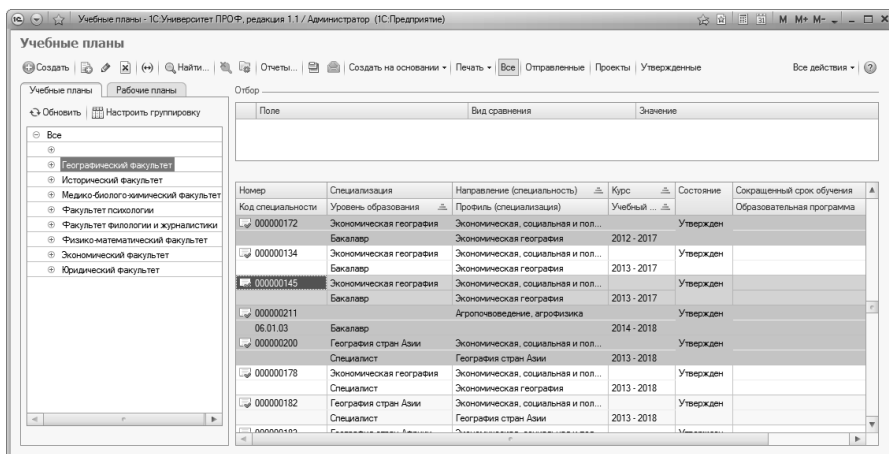 Учебные планы - 1С:Университет ПРОФ, редакция 1.1 / Администратор (1С:Предприятие)
M M+ M-
Учебные планы
Создать Найти... Отчеты... Создать на основании Печать Все Отправленные Проекты Утвержденные Все действия
Учебные планы Рабочие планы Отбор
Обновить Настроить группировку Поле Вид сравнения Значение
Все
Географический факультет
Исторический факультет
Медико-биолого-химический факультет
Факультет психологии
Факультет филологии и журналистики
Физико-математический факультет
Экономический факультет
Юридический факультет
Номер Специализация Направление (специальность) Курс Состояние Сокращенный срок обучения
Код специальности Уровень образования Профиль (специализация) Учебный ... Образовательная программа
000000172 Экономическая география Экономическая, социальная и пол... Утвержден
Бакалавр Экономическая география 2012 - 2017
000000134 Экономическая география Экономическая, социальная и пол... Утвержден
Бакалавр Экономическая география 2013 - 2017
000000145 Экономическая география Экономическая, социальная и пол... Утвержден
Бакалавр Экономическая география 2013 - 2017
000000211 Агропочвоведение, агрофизика Утвержден
06.01.03 Бакалавр 2014 - 2018
000000200 География стран Азии Экономическая, социальная и пол... Утвержден
Специалист География стран Азии 2013 - 2018
000000178 Экономическая география Экономическая, социальная и пол... Утвержден
Специалист Экономическая география 2013 - 2018
000000182 География стран Азии Экономическая, социальная и пол... Утвержден
Специалист География стран Азии 2013 - 2018